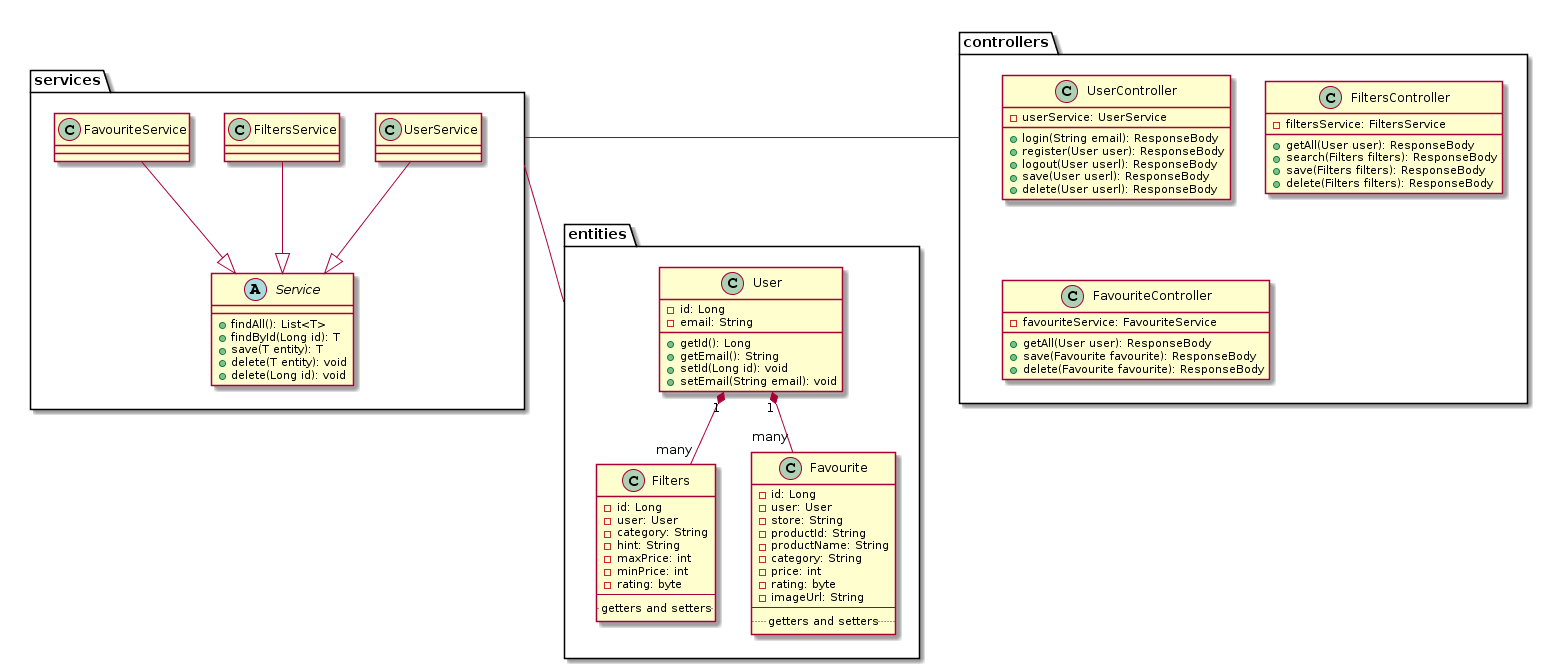 services
C FavouriteService
C FiltersService
C UserService
A Service
findAll(): List<T>
findById(Long id): T
save(T entity): T
delete(T entity): void
delete(Long id): void
entities
C User
id: Long
email: String
getId(): Long
getEmail(): String
setId(Long id): void
setEmail(String email): void
1
1
many
many
C Filters
id: Long
user: User
category: String
hint: String
maxPrice: int
minPrice: int
rating: byte
getters and setters
C Favourite
id: Long
user: User
store: String
productId: String
productName: String
category: String
price: int
rating: byte
imageUrl: String
getters and setters
controllers
C UserController
userService: UserService
login(String email): ResponseBody
register(User user): ResponseBody
logout(User userl): ResponseBody
save(User userl): ResponseBody
delete(User userl): ResponseBody
C FiltersController
filtersService: FiltersService
getAll(User user): ResponseBody
search(Filters filters): ResponseBody
save(Filters filters): ResponseBody
delete(Filters filters): ResponseBody
C FavouriteController
favouriteService: FavouriteService
getAll(User user): ResponseBody
save(Favourite favourite): ResponseBody
delete(Favourite favourite): ResponseBody